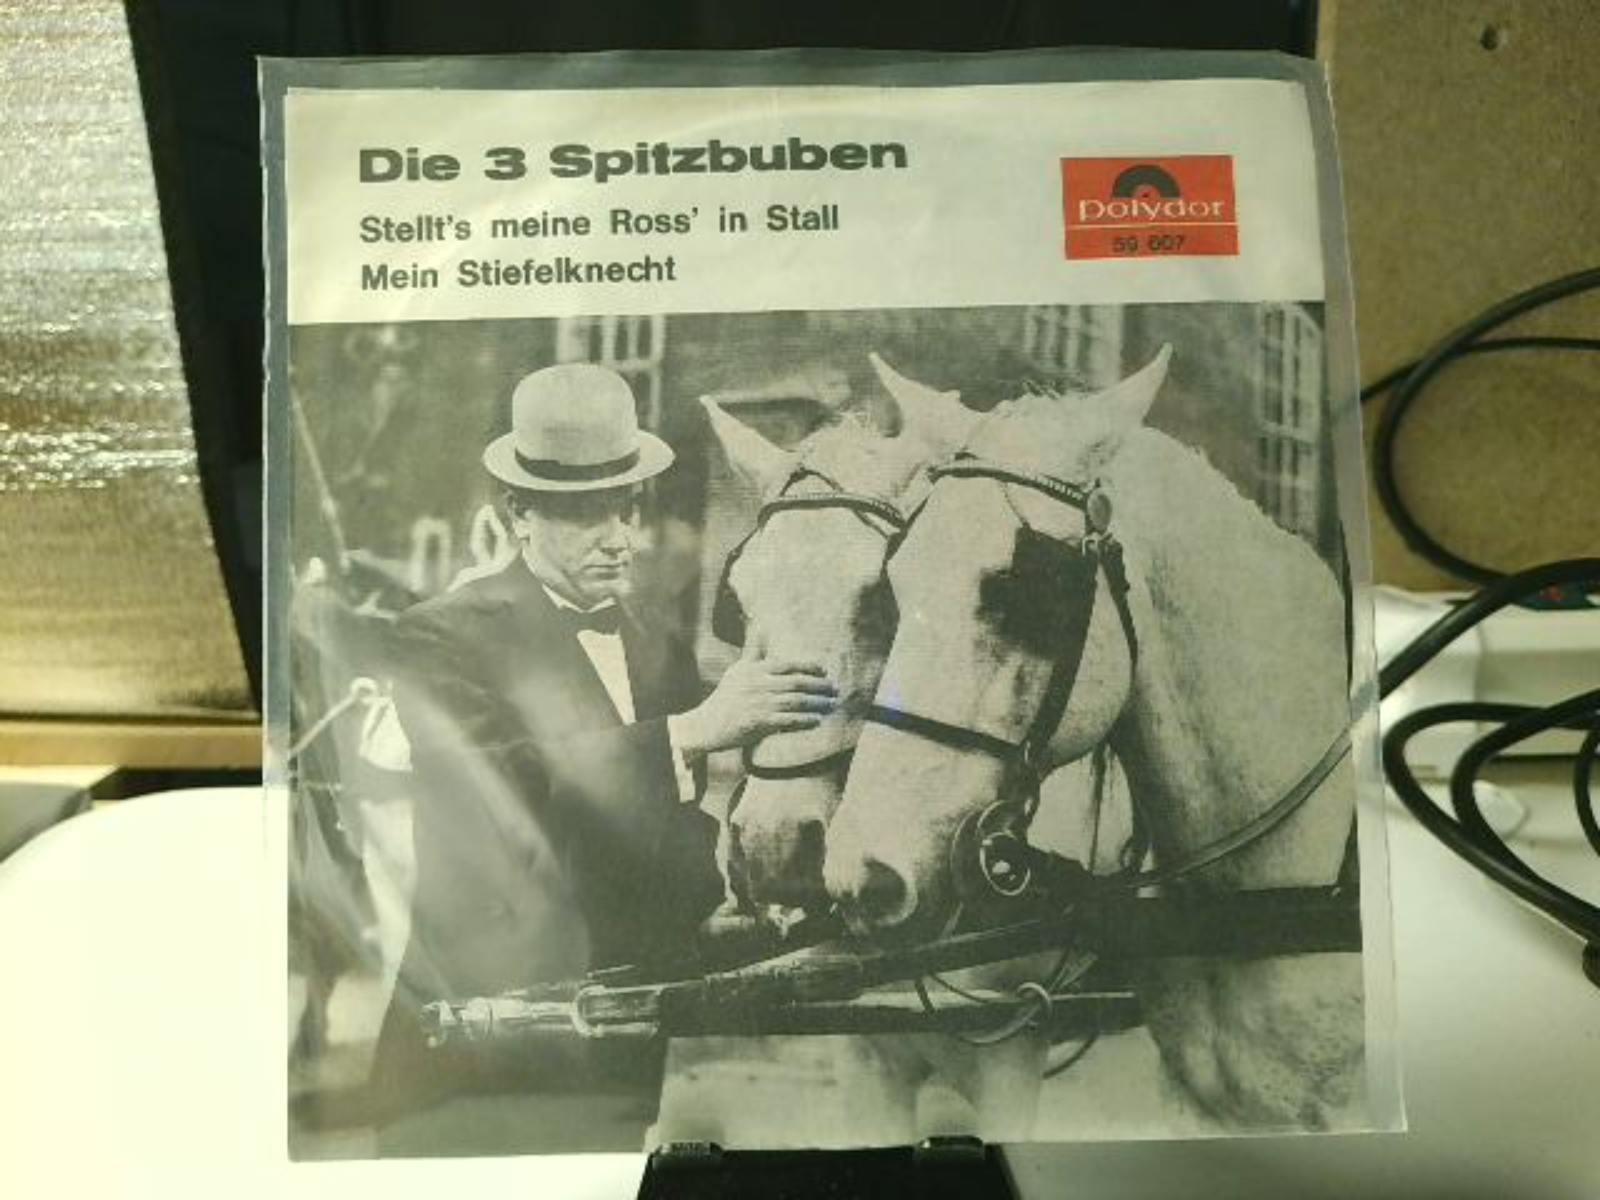 Die 3 Spitzbuben
Stellt's meine Ross' in Stall
Mein Stiefelknecht
polydor
59 007